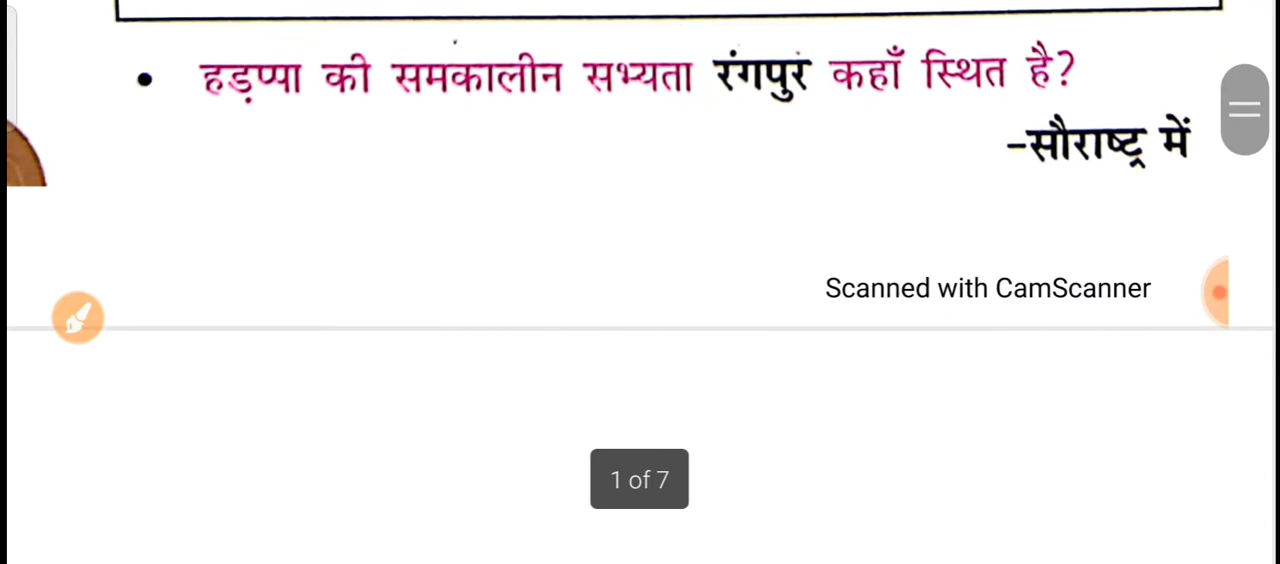 • हड़प्पा की समकालीन सभ्यता रंगपुर कहाँ स्थित है?
-सौराष्ट्र में
Scanned with CamScanner
1 of 7